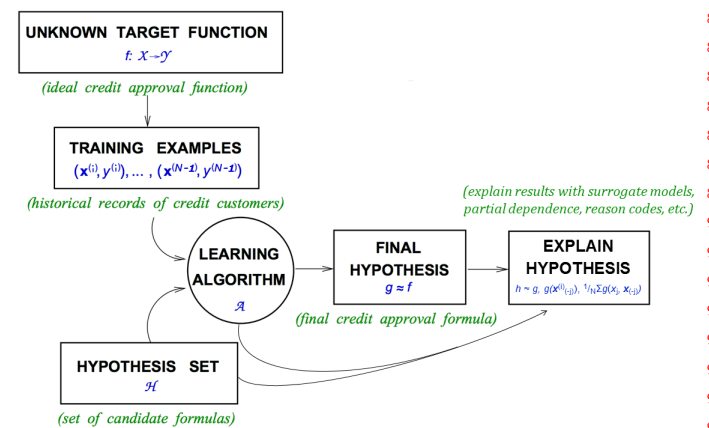 UNKNOWN TARGET FUNCTION
f: X→Y
(ideal credit approval function)
TRAINING EXAMPLES
(x⁽ⁱ⁾, y⁽ⁱ⁾), ... , (x⁽ᴺ⁻¹⁾, y⁽ᴺ⁻¹⁾)
(historical records of credit customers)
LEARNING
ALGORITHM
𝒜
HYPOTHESIS SET
ℋ
(set of candidate formulas)
FINAL
HYPOTHESIS
g ≈ f
(final credit approval formula)
(explain results with surrogate models,
partial dependence, reason codes, etc.)
EXPLAIN
HYPOTHESIS
h ~ g, g(x⁽ⁱ⁾₍₋ⱼ₎), ¹/ₙΣg(xⱼ, x₍₋ⱼ₎)